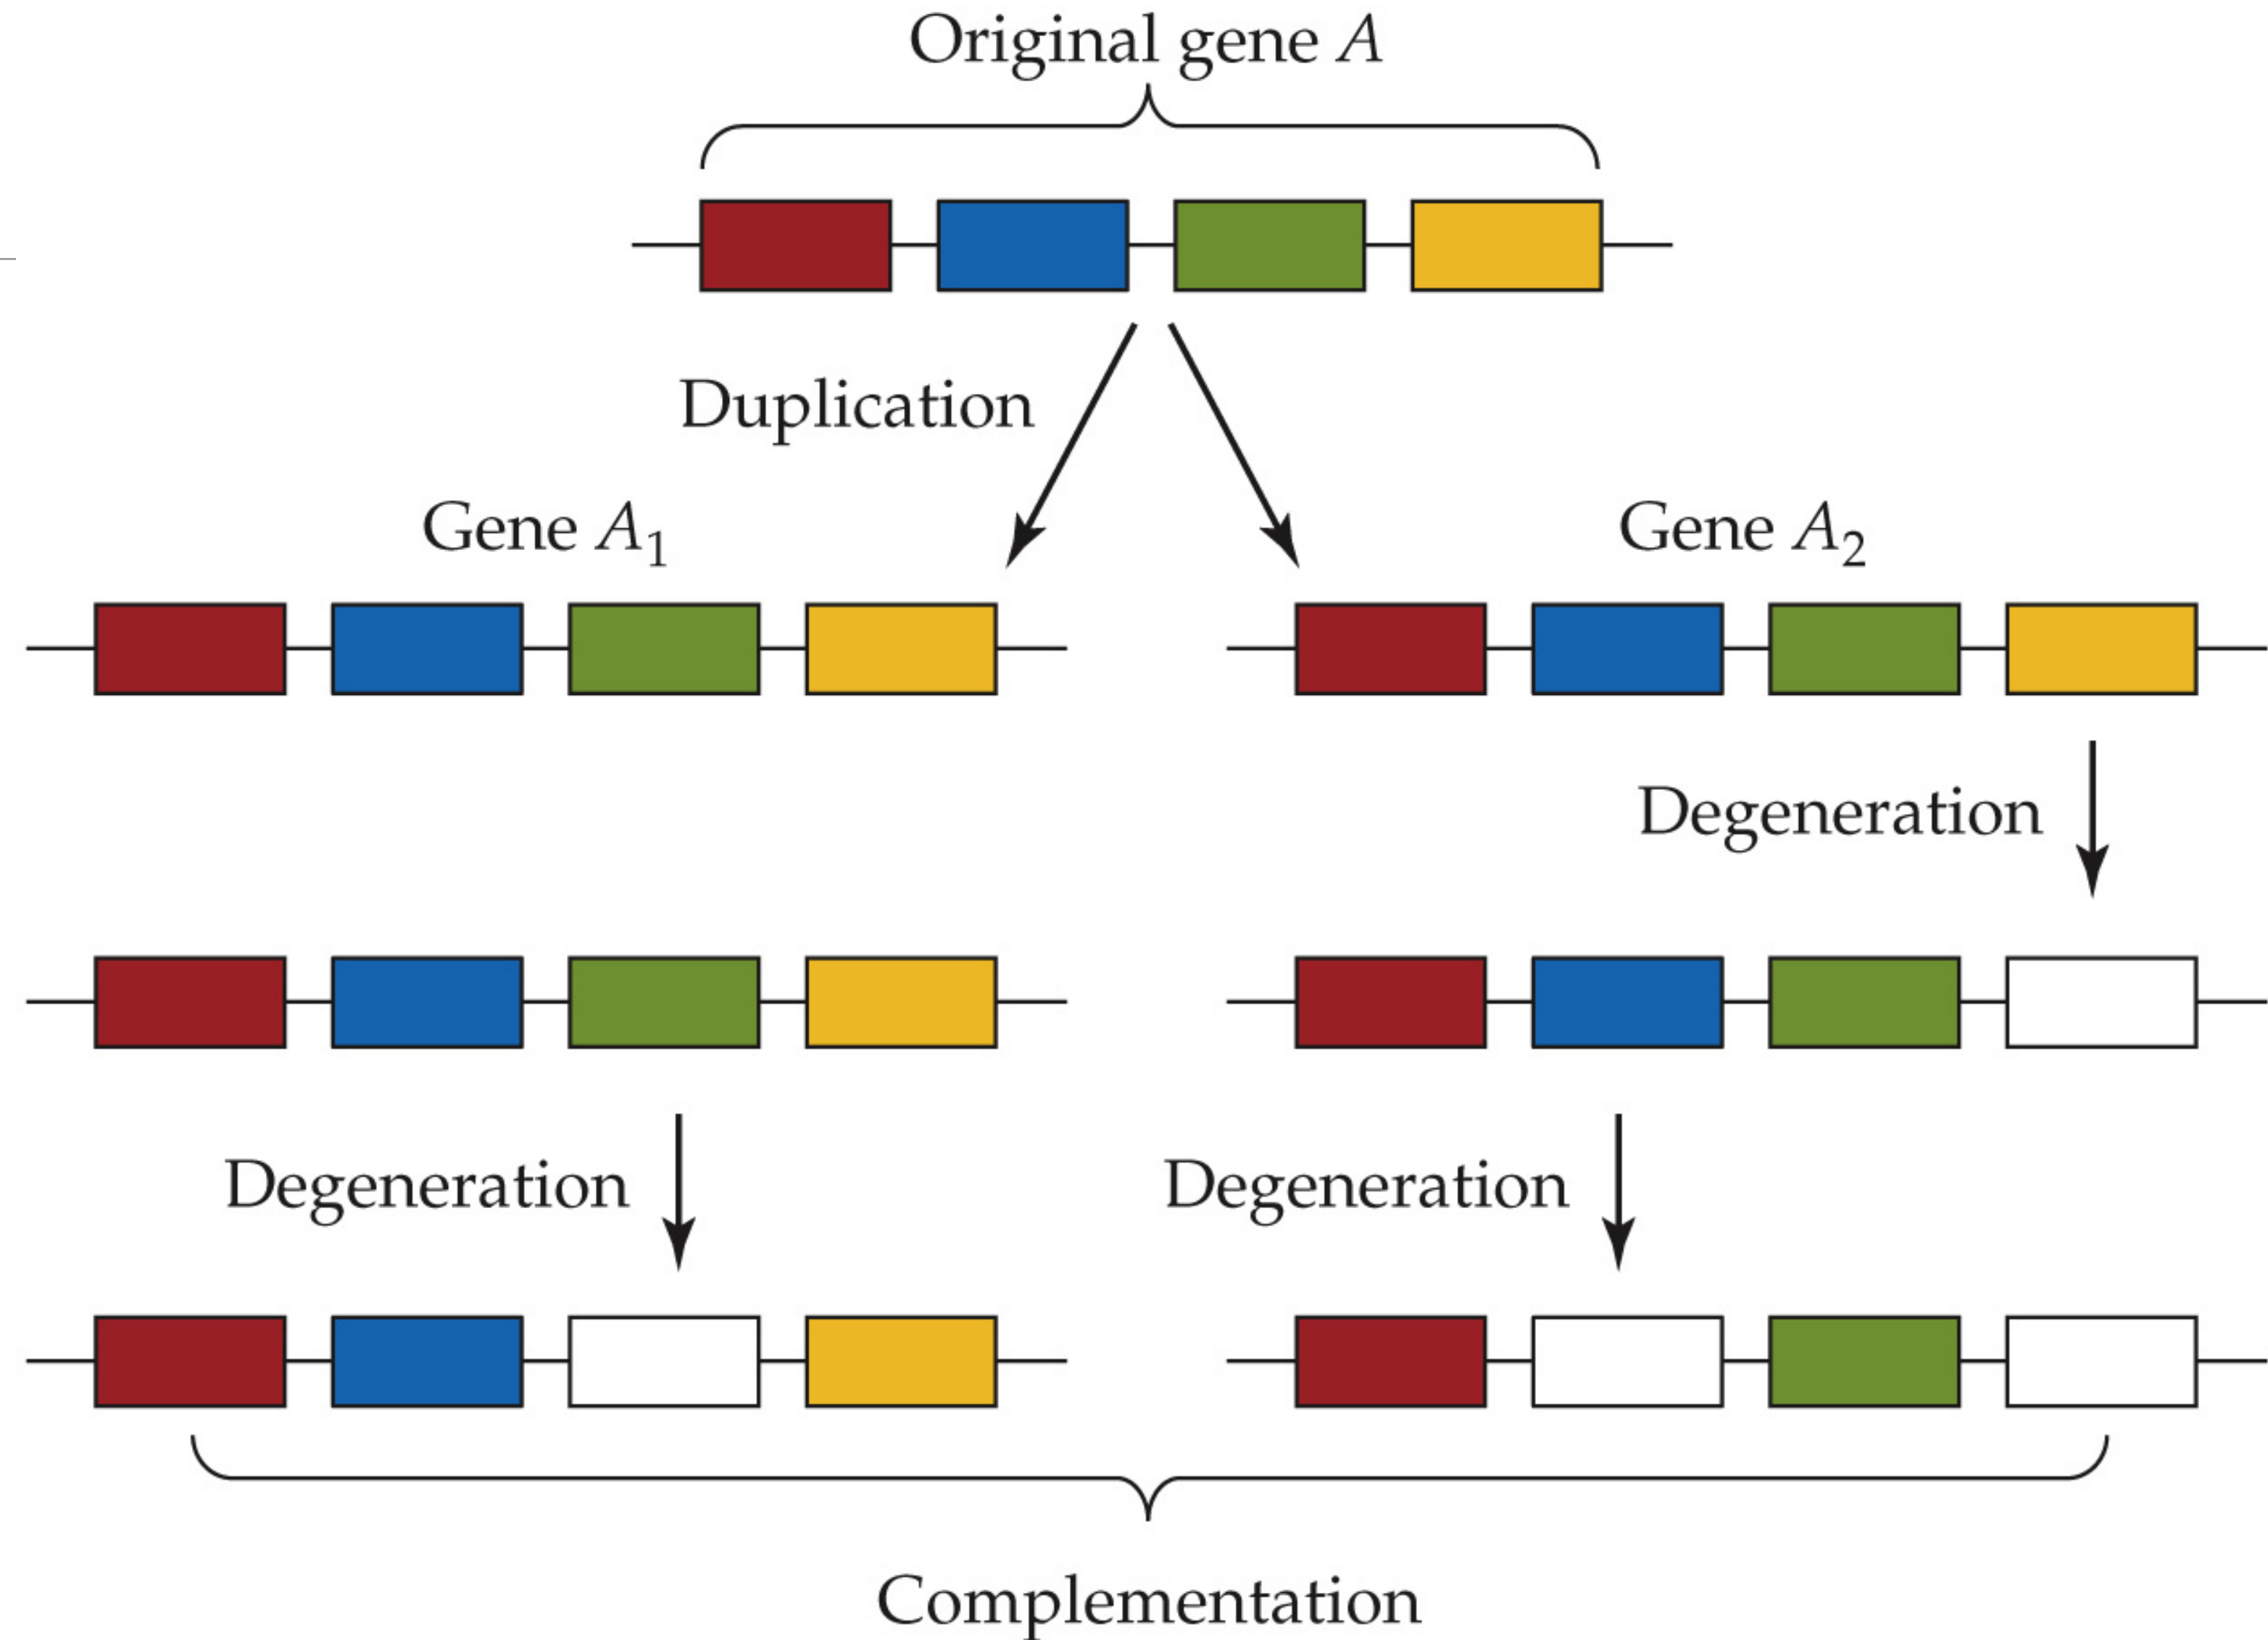 Original gene A
Duplication
Gene A₁
Gene A₂
Degeneration
Degeneration
Degeneration
Complementation